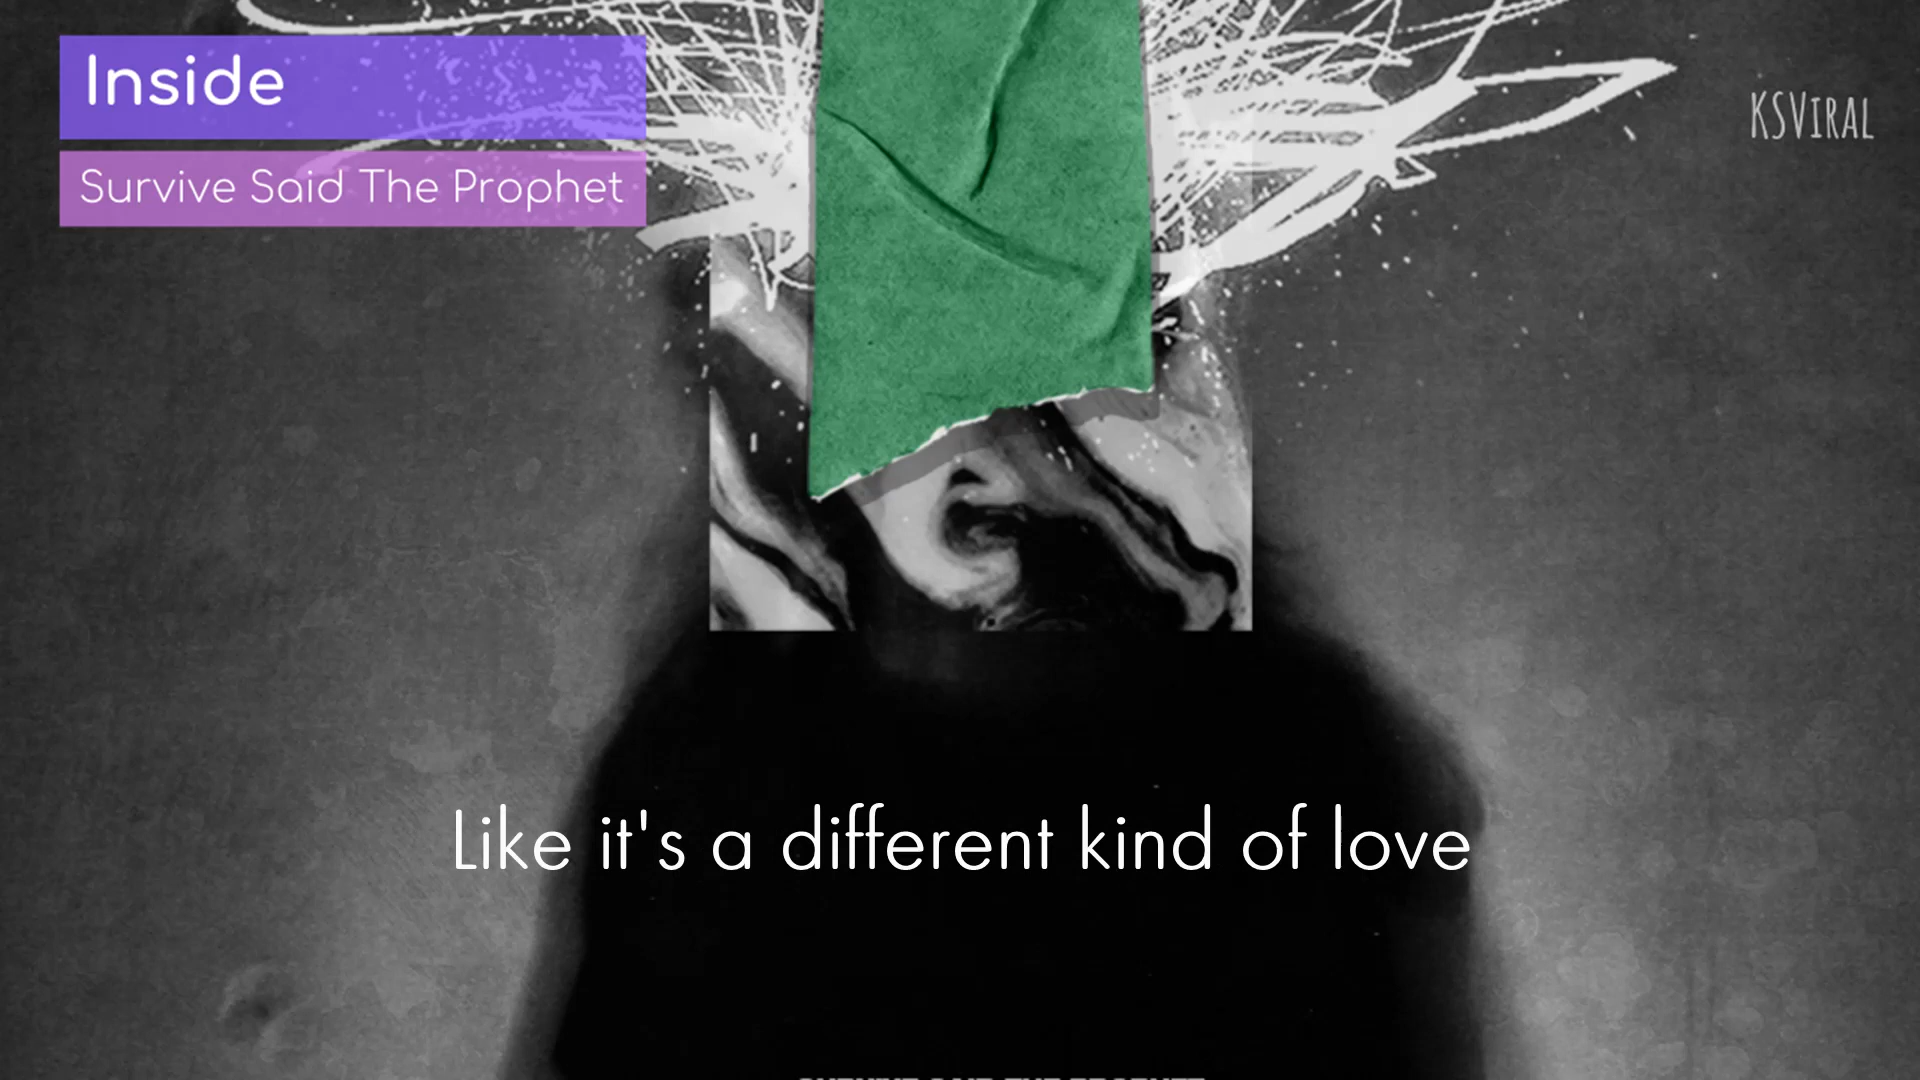 Inside
Survive Said The Prophet
KSViral
Like it's a different kind of love